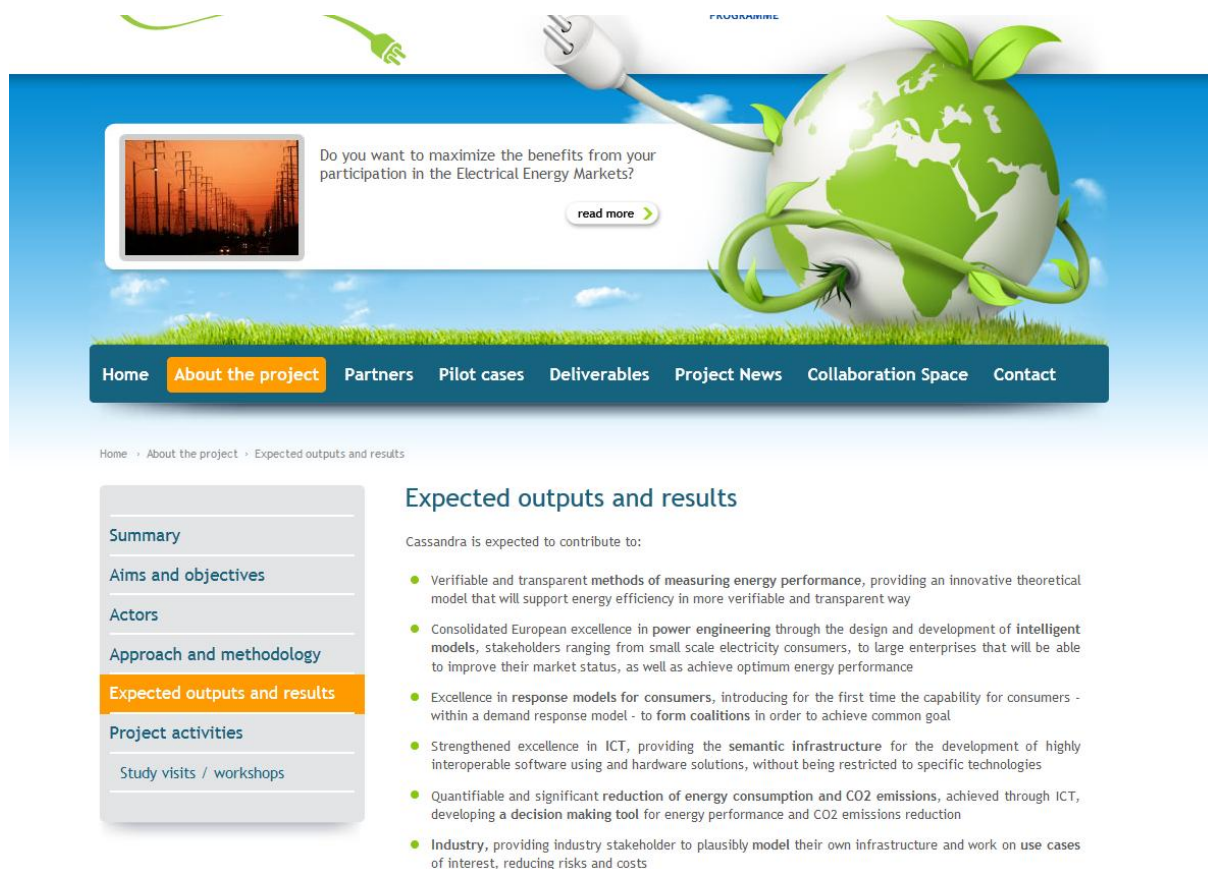 PROGRAMME
Do you want to maximize the benefits from your
participation in the Electrical Energy Markets?
read more
Home About the project Partners Pilot cases Deliverables Project News Collaboration Space Contact
Home › About the project › Expected outputs and results
Summary
Aims and objectives
Actors
Approach and methodology
Expected outputs and results
Project activities
Study visits / workshops
Expected outputs and results
Cassandra is expected to contribute to:
Verifiable and transparent methods of measuring energy performance, providing an innovative theoretical
model that will support energy efficiency in more verifiable and transparent way
Consolidated European excellence in power engineering through the design and development of intelligent
models, stakeholders ranging from small scale electricity consumers, to large enterprises that will be able
to improve their market status, as well as achieve optimum energy performance
Excellence in response models for consumers, introducing for the first time the capability for consumers -
within a demand response model - to form coalitions in order to achieve common goal
Strengthened excellence in ICT, providing the semantic infrastructure for the development of highly
interoperable software using and hardware solutions, without being restricted to specific technologies
Quantifiable and significant reduction of energy consumption and CO2 emissions, achieved through ICT,
developing a decision making tool for energy performance and CO2 emissions reduction
Industry, providing industry stakeholder to plausibly model their own infrastructure and work on use cases
of interest, reducing risks and costs